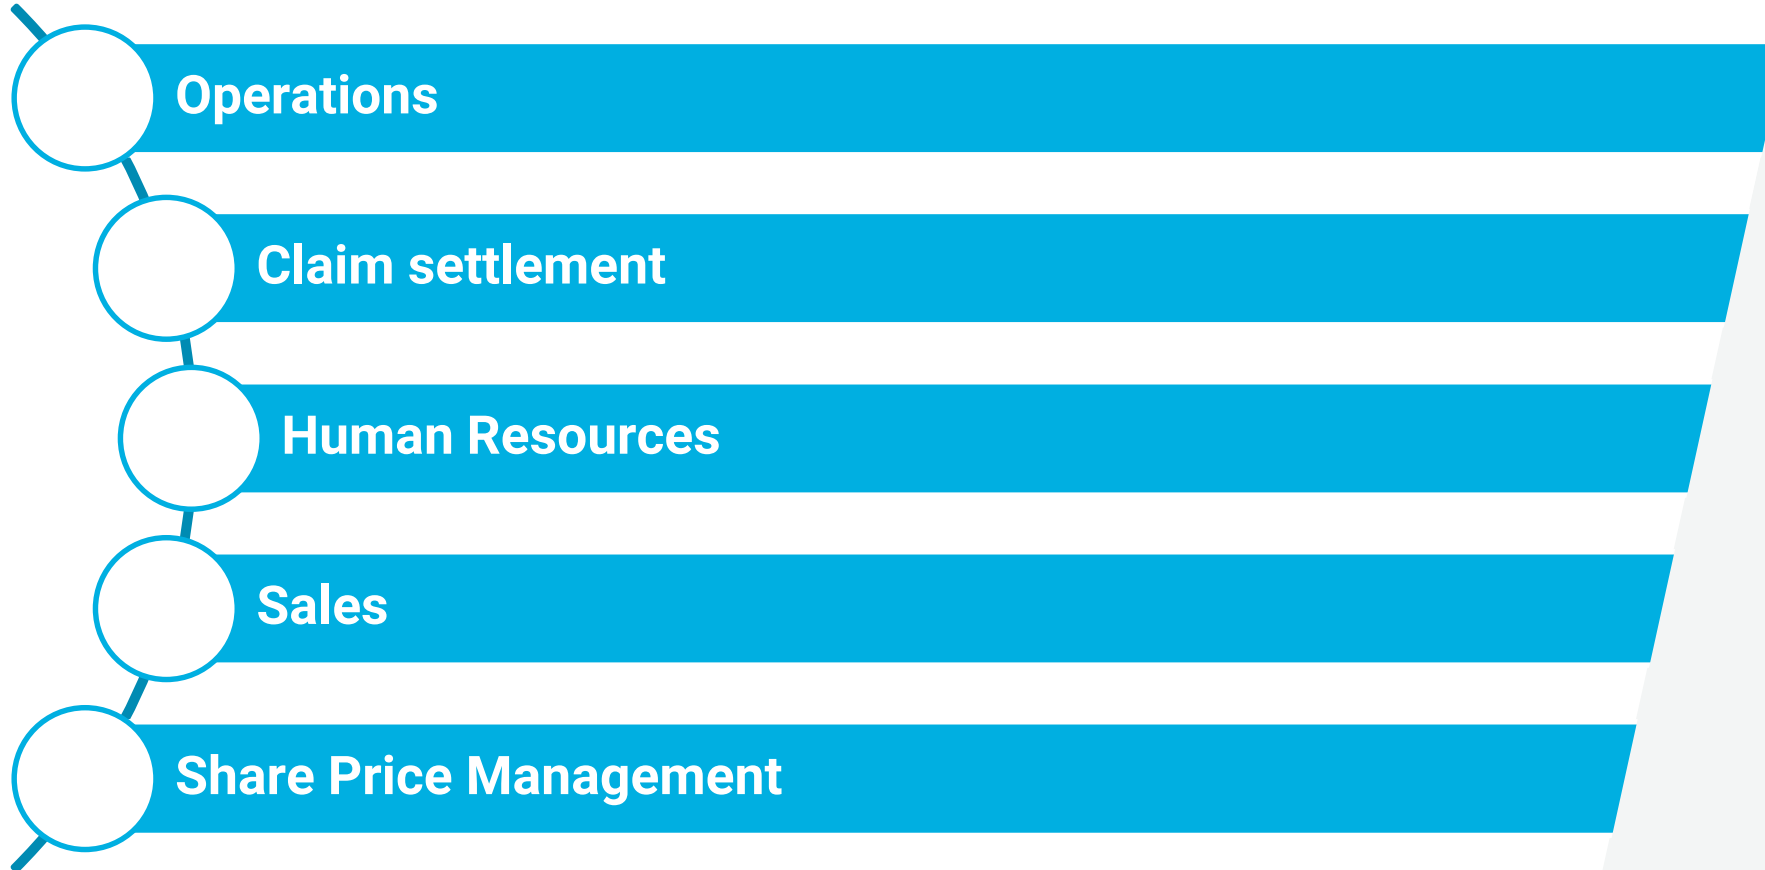 Operations
Claim settlement
Human Resources
Sales
Share Price Management